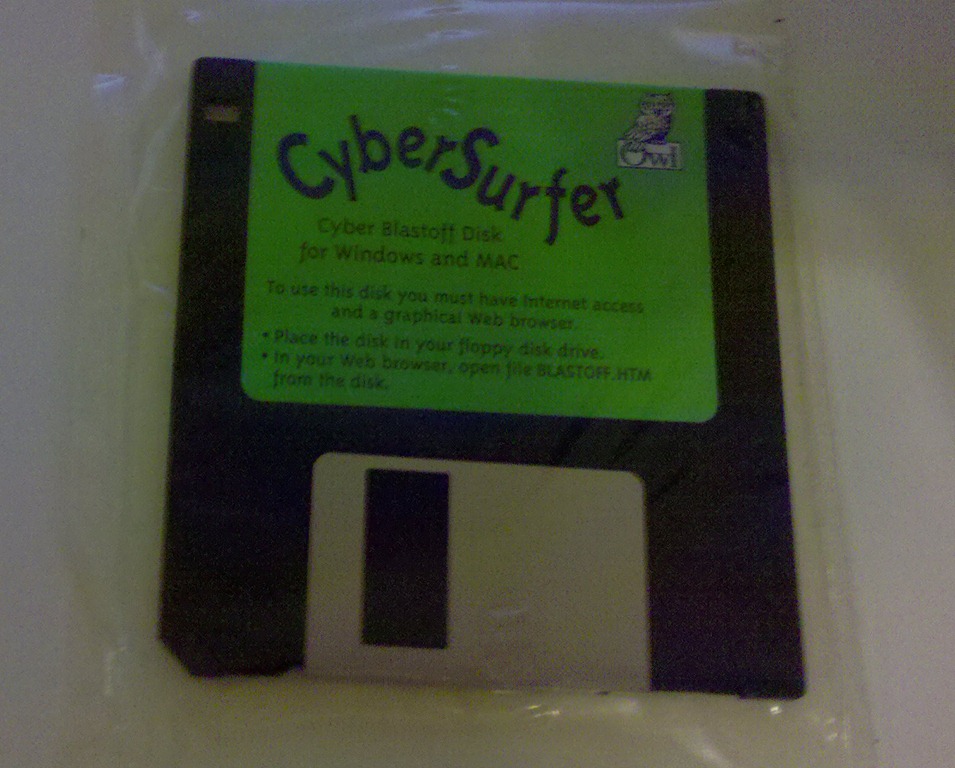 CyberSurfer
Owl
Cyber Blastoff Disk
for Windows and MAC
To use this disk you must have Internet access
and a graphical Web browser.
• Place the disk in your floppy disk drive.
• In your Web browser, open file BLASTOFF.HTM
from the disk.